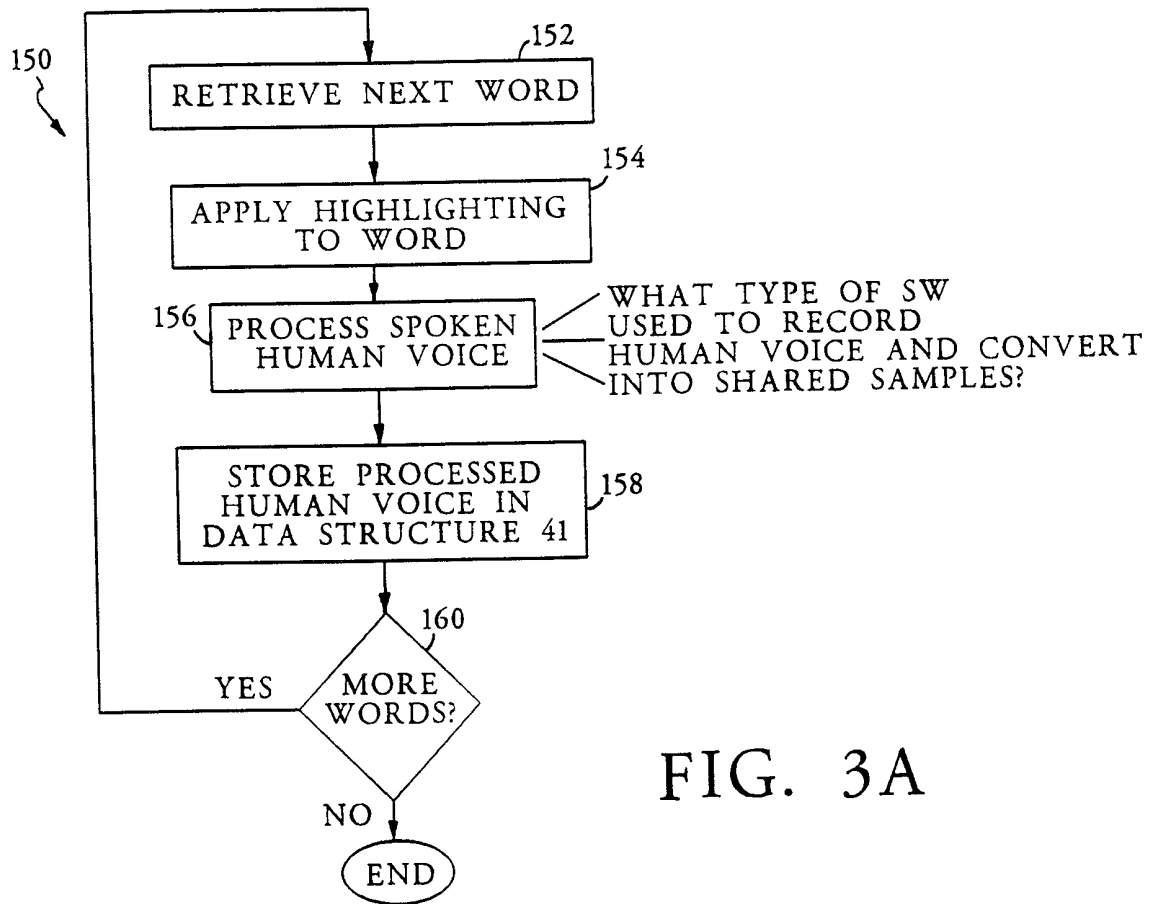 150
152
RETRIEVE NEXT WORD
154
APPLY HIGHLIGHTING
TO WORD
156
PROCESS SPOKEN
HUMAN VOICE
WHAT TYPE OF SW
USED TO RECORD
HUMAN VOICE AND CONVERT
INTO SHARED SAMPLES?
STORE PROCESSED
HUMAN VOICE IN
DATA STRUCTURE 41
158
160
MORE
WORDS?
YES
NO
END
FIG. 3A